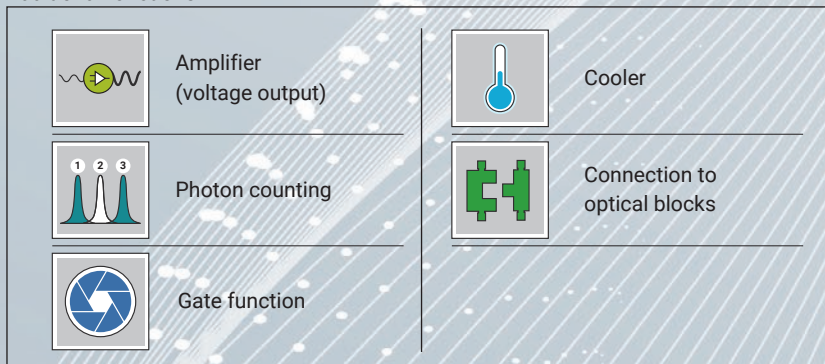 Amplifier
(voltage output)
1 2 3
Photon counting
Gate function
Cooler
Connection to
optical blocks